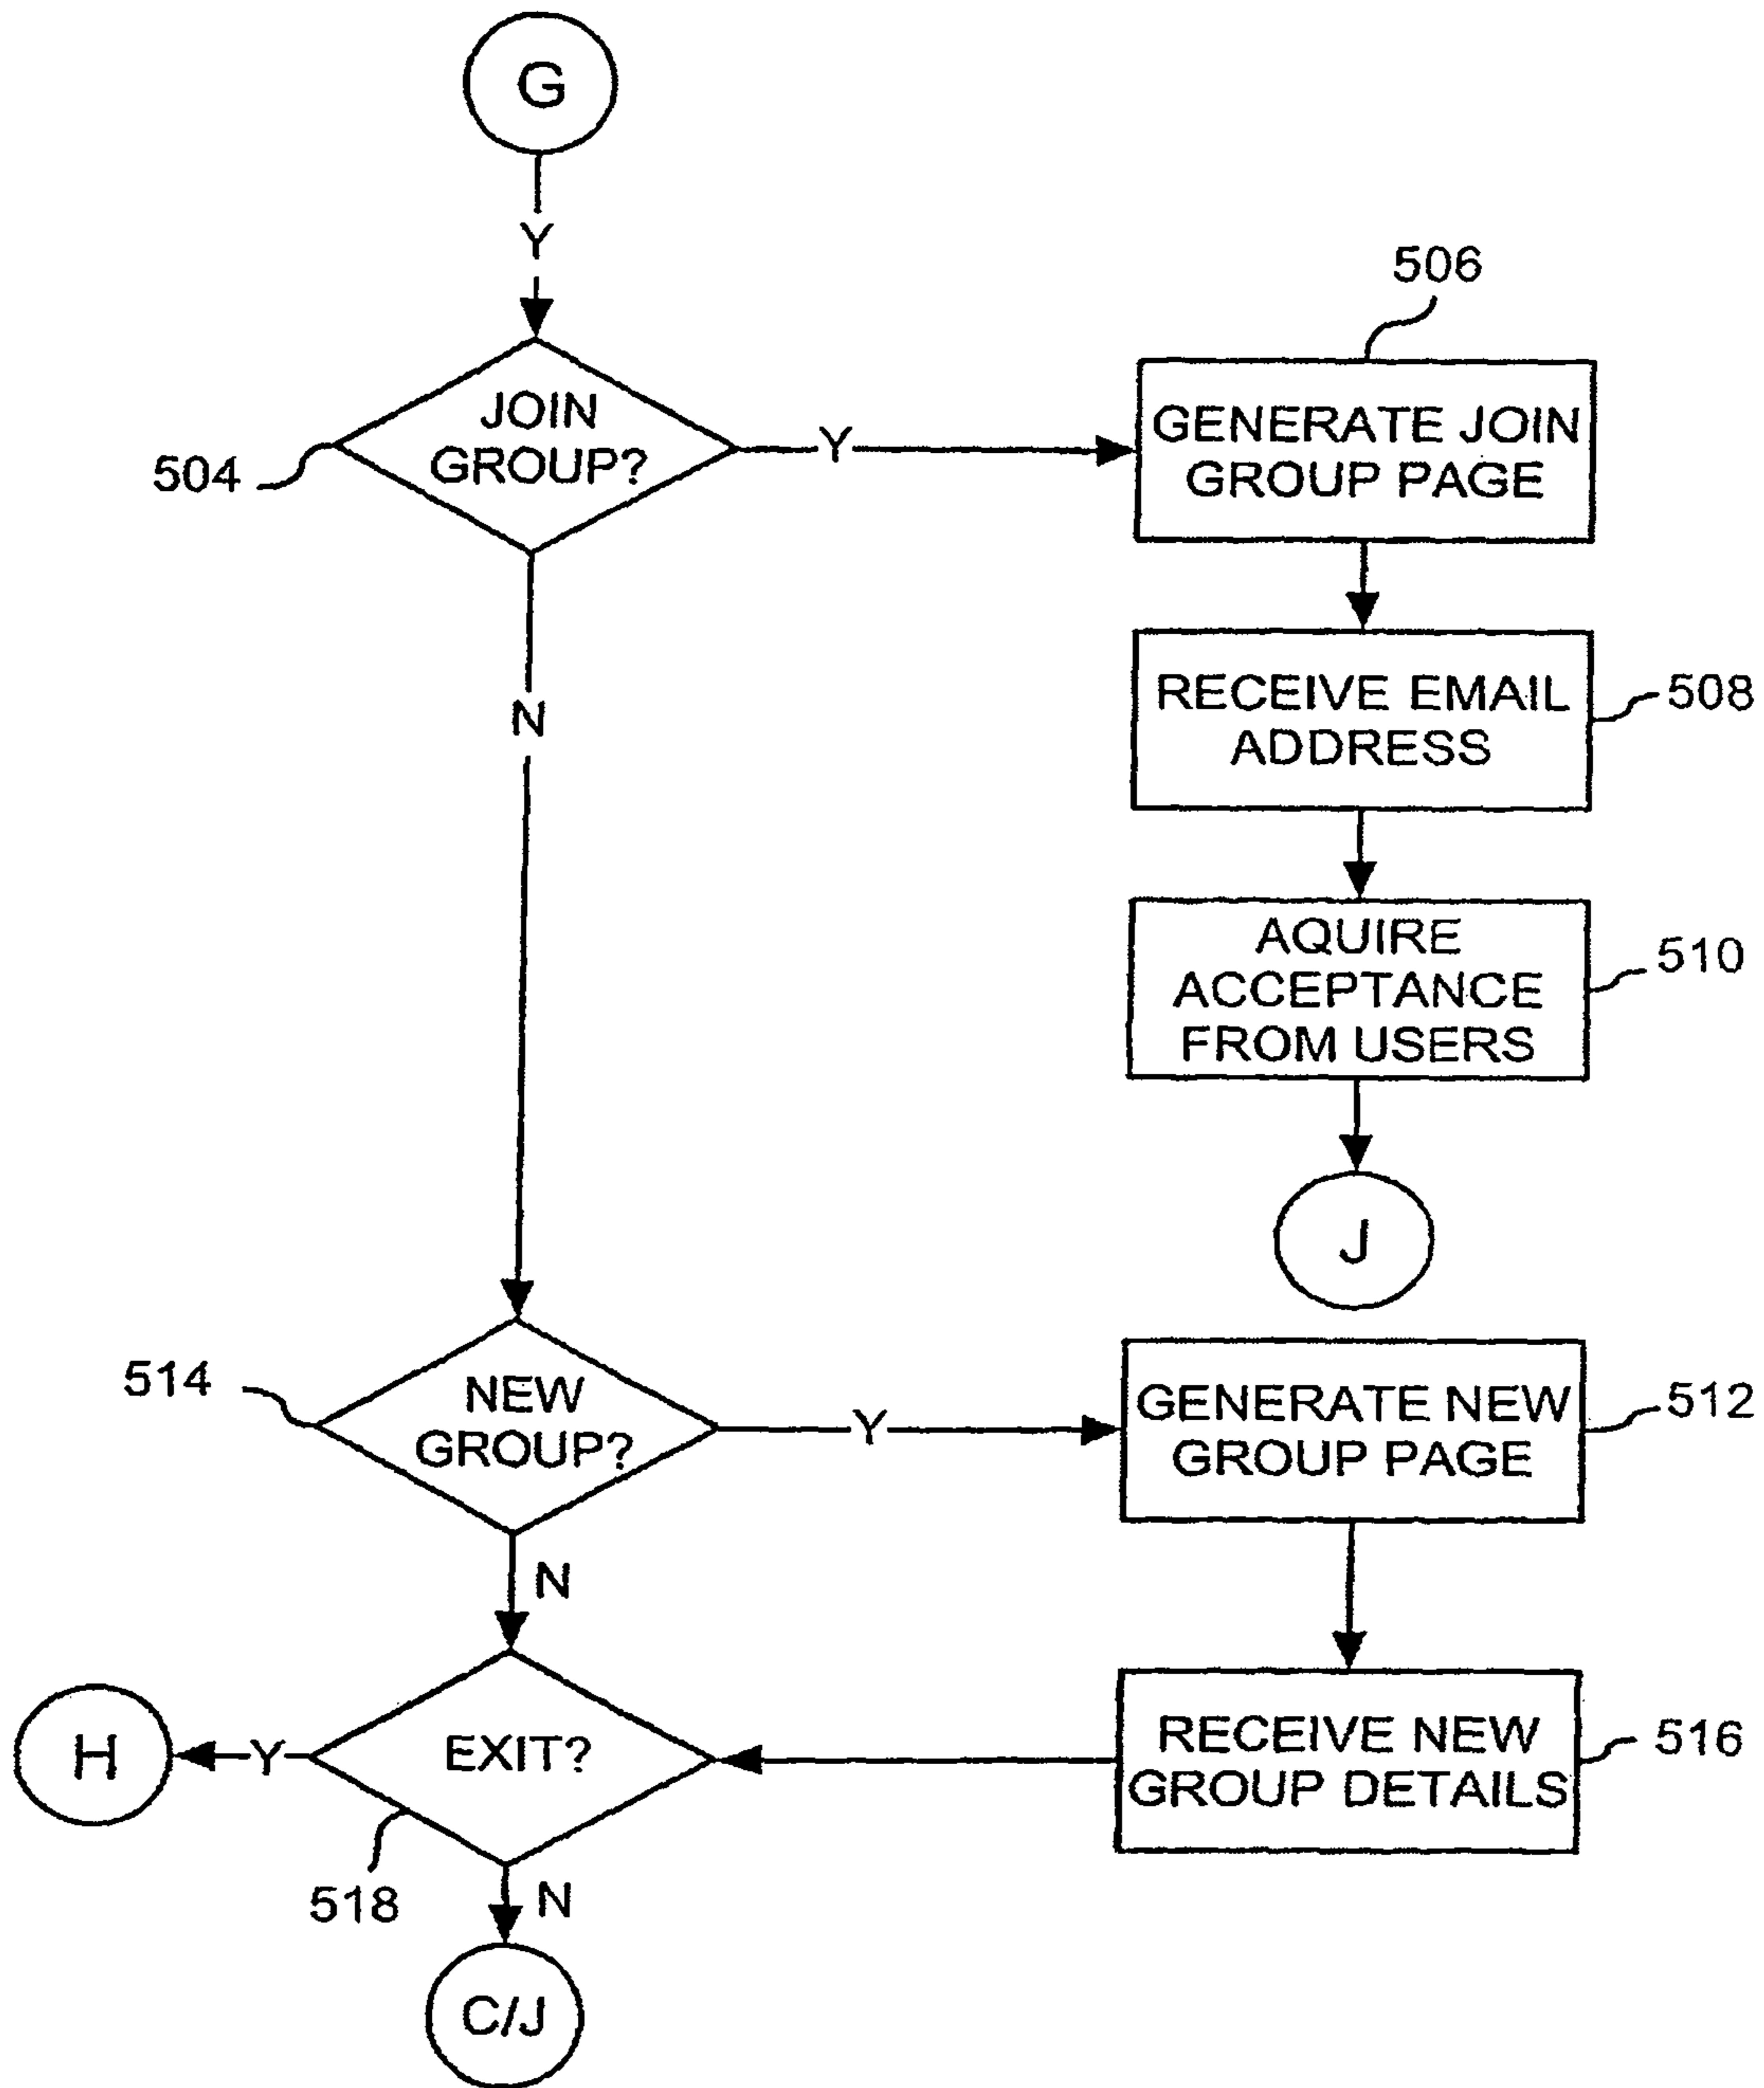 G
Y
506
JOIN
GROUP?
504
Y
GENERATE JOIN
GROUP PAGE
N
RECEIVE EMAIL
ADDRESS
508
AQUIRE
ACCEPTANCE
FROM USERS
510
J
514
NEW
GROUP?
Y
GENERATE NEW
GROUP PAGE
512
N
H
Y
EXIT?
RECEIVE NEW
GROUP DETAILS
516
518
N
C/J